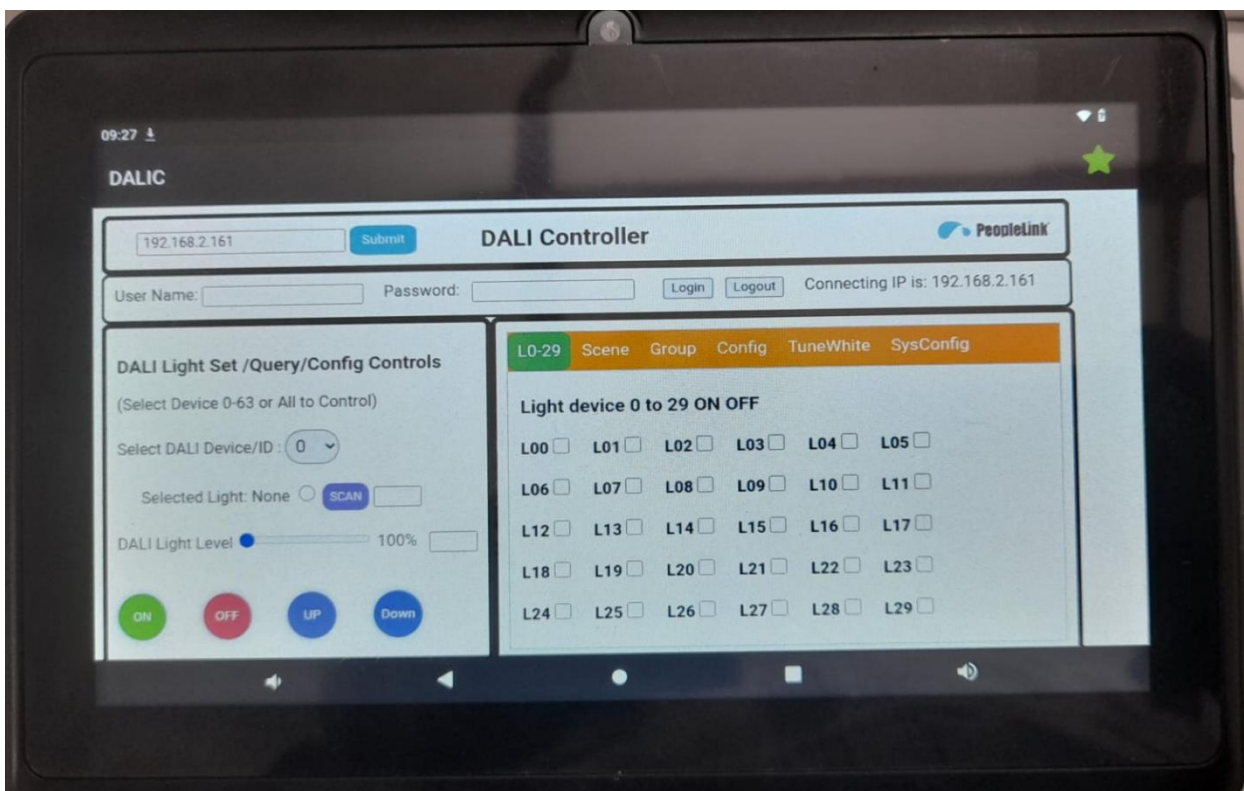 09:27
DALIC
192.168.2.161 Submit DALI Controller PeopleLink
User Name: Password: Login Logout Connecting IP is: 192.168.2.161
DALI Light Set /Query/Config Controls
(Select Device 0-63 or All to Control)
Select DALI Device/ID : 0
Selected Light: None SCAN
DALI Light Level 100%
ON OFF UP Down
L0-29 Scene Group Config TuneWhite SysConfig
Light device 0 to 29 ON OFF
L00 L01 L02 L03 L04 L05
L06 L07 L08 L09 L10 L11
L12 L13 L14 L15 L16 L17
L18 L19 L20 L21 L22 L23
L24 L25 L26 L27 L28 L29